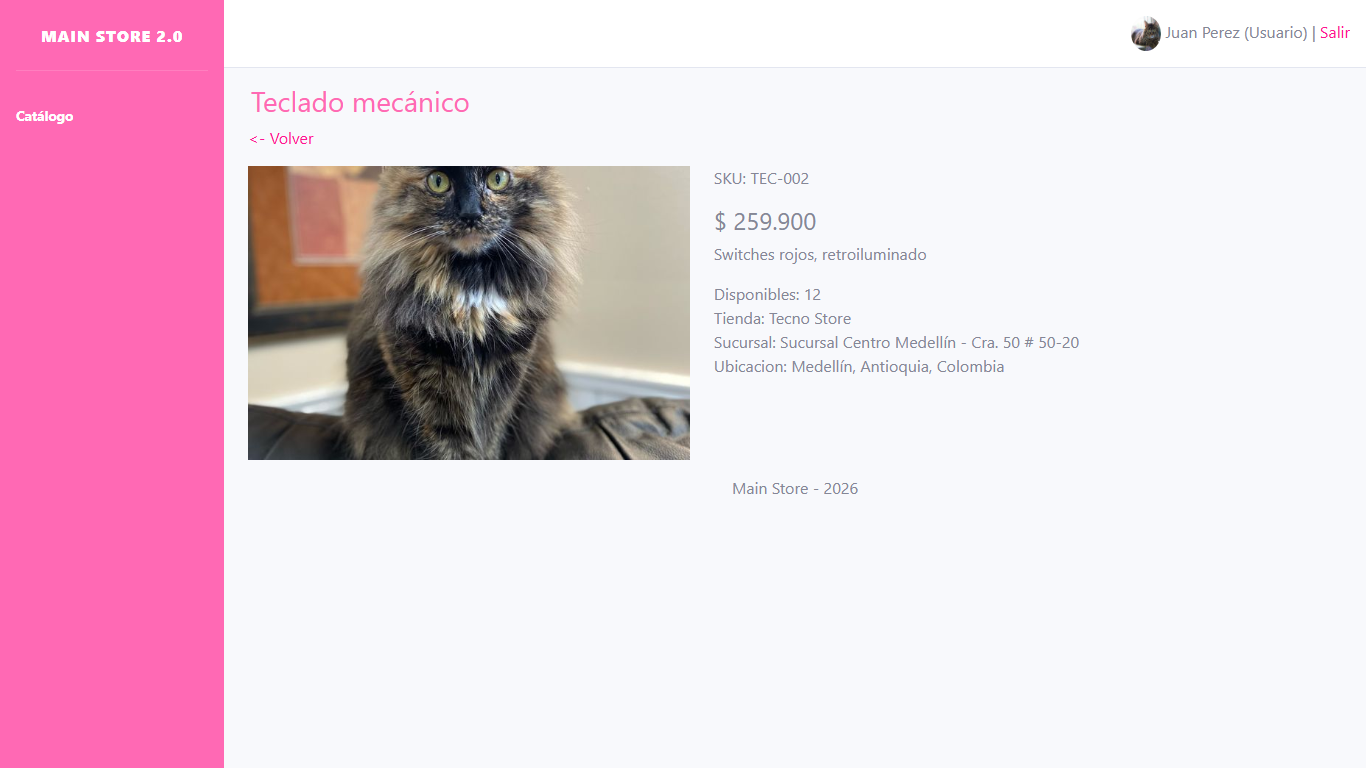 MAIN STORE 2.0
Juan Perez (Usuario) | Salir
Catálogo
Teclado mecánico
<- Volver
SKU: TEC-002
$ 259.900
Switches rojos, retroiluminado
Disponibles: 12
Tienda: Tecno Store
Sucursal: Sucursal Centro Medellín - Cra. 50 # 50-20
Ubicacion: Medellín, Antioquia, Colombia
Main Store - 2026